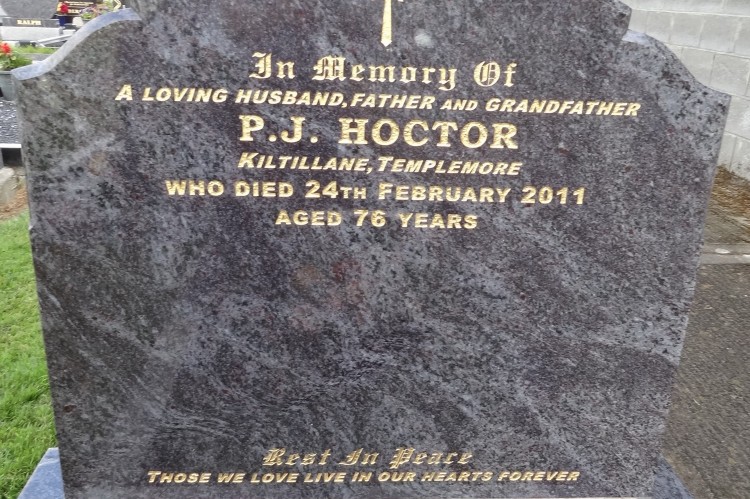 RALPH
In Memory Of
A LOVING HUSBAND, FATHER AND GRANDFATHER
P.J. HOCTOR
KILTILLANE, TEMPLEMORE
WHO DIED 24TH FEBRUARY 2011
AGED 76 YEARS
Rest In Peace
THOSE WE LOVE LIVE IN OUR HEARTS FOREVER